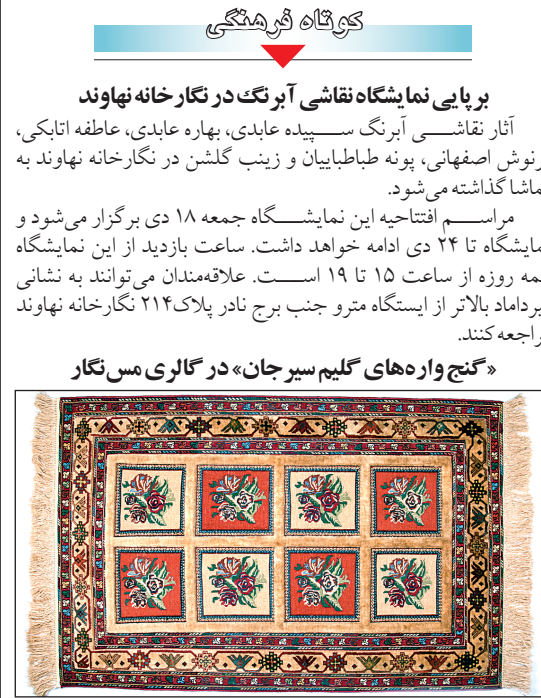 کوتاه فرهنگی
برپایی نمایشگاه نقاشی آبرنگ در نگارخانه نهاوند
آثار نقاشی آبرنگ سپیده عابدی، بهاره عابدی، عاطفه اتابکی،
رنوش اصفهانی، پونه طباطباییان و زینب گلشن در نگارخانه نهاوند به
ماشا گذاشته می‌شود.
مراسم افتتاحیه این نمایشگاه جمعه ۱۸ دی برگزار می‌شود و
مایشگاه تا ۲۴ دی ادامه خواهد داشت. ساعت بازدید از این نمایشگاه
مه روزه از ساعت ۱۵ تا ۱۹ است. علاقه‌مندان می‌توانند به نشانی
یرداماد بالاتر از ایستگاه مترو جنب برج نادر پلاک۲۱۴ نگارخانه نهاوند
راجعه کنند.
«گنج واره‌های گلیم سیرجان» در گالری مس‌نگار